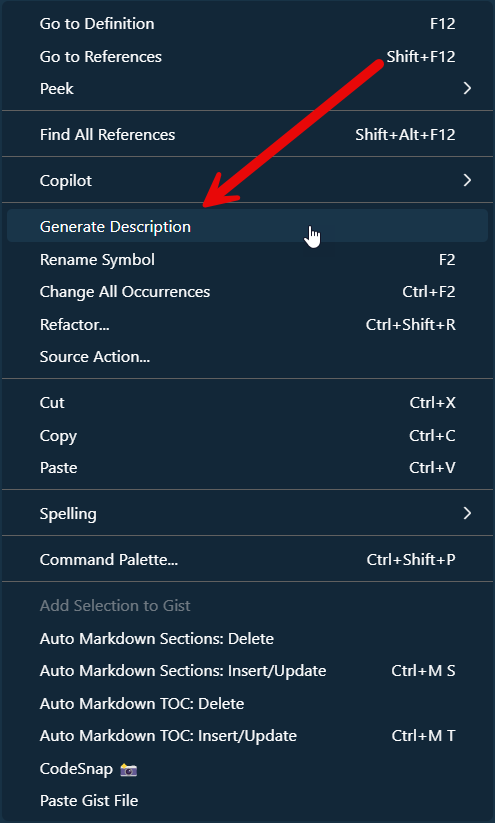 Go to Definition F12
Go to References Shift+F12
Peek
Find All References Shift+Alt+F12
Copilot
Generate Description
Rename Symbol F2
Change All Occurrences Ctrl+F2
Refactor... Ctrl+Shift+R
Source Action...
Cut Ctrl+X
Copy Ctrl+C
Paste Ctrl+V
Spelling
Command Palette... Ctrl+Shift+P
Add Selection to Gist
Auto Markdown Sections: Delete
Auto Markdown Sections: Insert/Update Ctrl+M S
Auto Markdown TOC: Delete
Auto Markdown TOC: Insert/Update Ctrl+M T
CodeSnap 📸
Paste Gist File